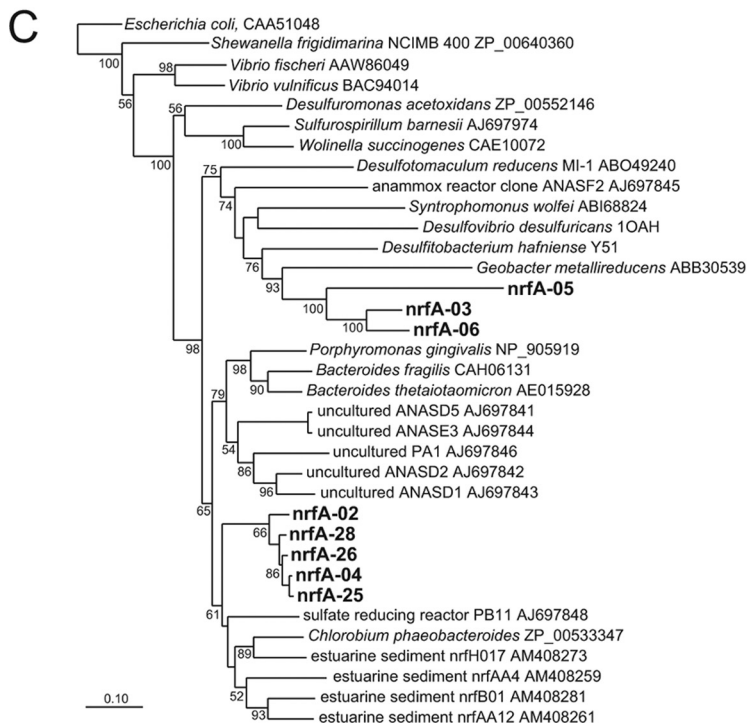 C
Escherichia coli, CAA51048
Shewanella frigidimarina NCIMB 400 ZP_00640360
100
98
Vibrio fischeri AAW86049
56
Vibrio vulnificus BAC94014
56
Desulfuromonas acetoxidans ZP_00552146
Sulfurospirillum barnesii AJ697974
100
Wolinella succinogenes CAE10072
100
75
Desulfotomaculum reducens MI-1 ABO49240
anammox reactor clone ANASF2 AJ697845
74
Syntrophomonus wolfei ABI68824
Desulfovibrio desulfuricans 1OAH
Desulfitobacterium hafniense Y51
76
Geobacter metallireducens ABB30539
93
nrfA-05
100
nrfA-03
100
nrfA-06
98
Porphyromonas gingivalis NP_905919
98
Bacteroides fragilis CAH06131
90
Bacteroides thetaiotaomicron AE015928
79
uncultured ANASD5 AJ697841
uncultured ANASE3 AJ697844
54
uncultured PA1 AJ697846
86
uncultured ANASD2 AJ697842
96
uncultured ANASD1 AJ697843
65
nrfA-02
66
nrfA-28
nrfA-26
86
nrfA-04
nrfA-25
61
sulfate reducing reactor PB11 AJ697848
Chlorobium phaeobacteroides ZP_00533347
89
estuarine sediment nrfH017 AM408273
estuarine sediment nrfAA4 AM408259
52
estuarine sediment nrfB01 AM408281
93
estuarine sediment nrfAA12 AM408261
0.10